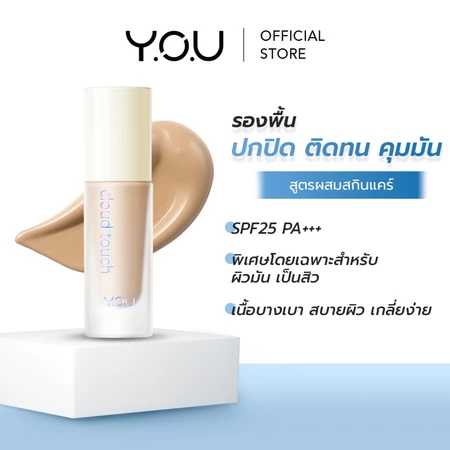 Y.O.U
OFFICIAL
STORE
รองพื้น
ปกปิด ติดทน คุมมัน
สูตรผสมสกินแคร์
SPF25 PA+++
พิเศษโดยเฉพาะสำหรับ
ผิวมัน เป็นสิว
เนื้อบางเบา สบายผิว เกลี่ยง่าย
cloud touch
Y.O.U